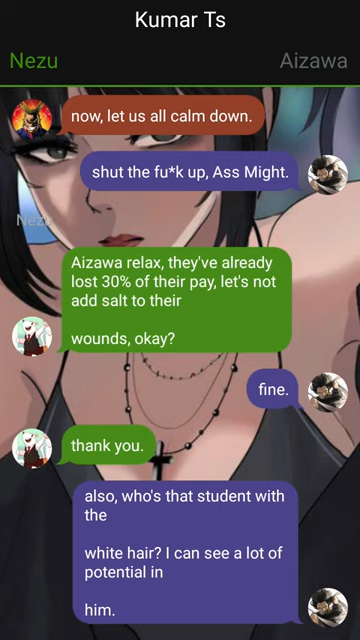 Kumar Ts
Nezu
Aizawa
now, let us all calm down.
shut the fu*k up, Ass Might.
Nezu
Aizawa relax, they've already
lost 30% of their pay, let's not
add salt to their
wounds, okay?
fine.
thank you.
also, who's that student with
the
white hair? I can see a lot of
potential in
him.